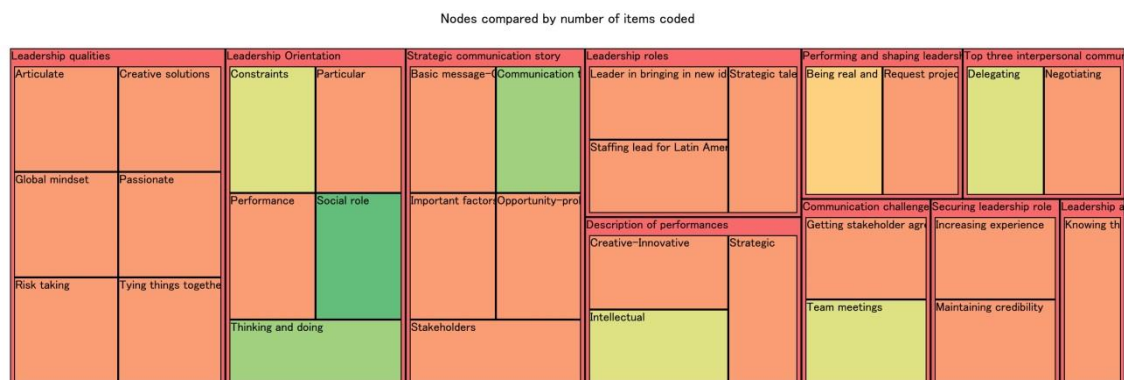 Nodes compared by number of items coded
Leadership qualities
Articulate
Creative solutions
Global mindset
Passionate
Risk taking
Tying things togethe
Leadership Orientation
Constraints
Particular
Performance
Social role
Thinking and doing
Strategic communication story
Basic message-
Communication t
Important factors
Opportunity-pro
Stakeholders
Leadership roles
Leader in bringing in new id
Strategic tale
Staffing lead for Latin Amer
Description of performances
Creative-Innovative
Strategic
Intellectual
Performing and shaping leaders
Being real and
Request projec
Top three interpersonal commu
Delegating
Negotiating
Communication challenge
Getting stakeholder agr
Team meetings
Securing leadership role
Increasing experience
Maintaining credibility
Leadership a
Knowing th